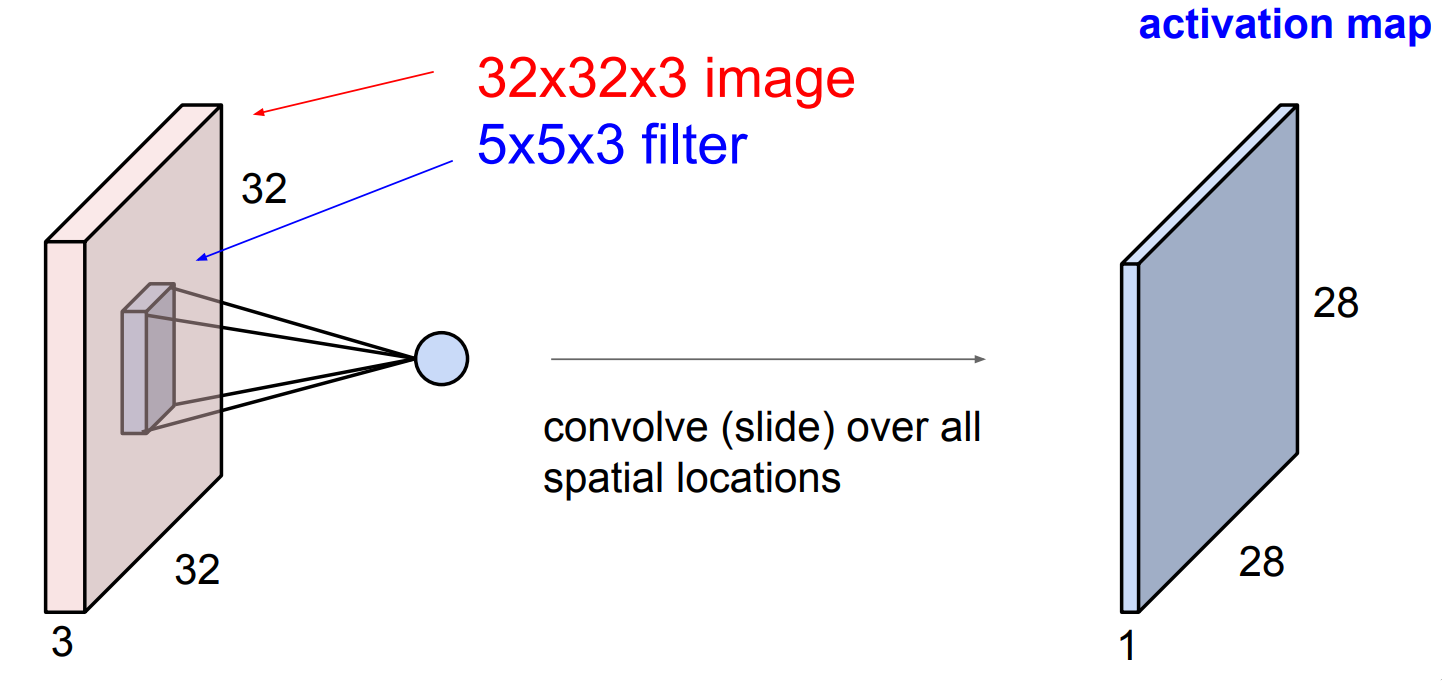 activation map
32x32x3 image
5x5x3 filter
32
28
convolve (slide) over all
spatial locations
32
28
3
1